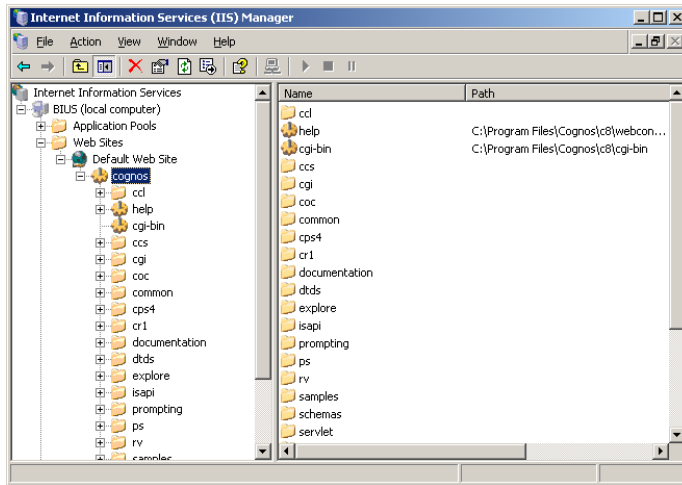 Internet Information Services (IIS) Manager
File Action View Window Help
Internet Information Services
BIUS (local computer)
Application Pools
Web Sites
Default Web Site
cognos
ccl
help
cgi-bin
ccs
cgi
coc
common
cps4
cr1
documentation
dtds
explore
isapi
prompting
ps
rv
samples
Name Path
ccl
help C:\Program Files\Cognos\c8\webcon...
cgi-bin C:\Program Files\Cognos\c8\cgi-bin
ccs
cgi
coc
common
cps4
cr1
documentation
dtds
explore
isapi
prompting
ps
rv
samples
schemas
servlet